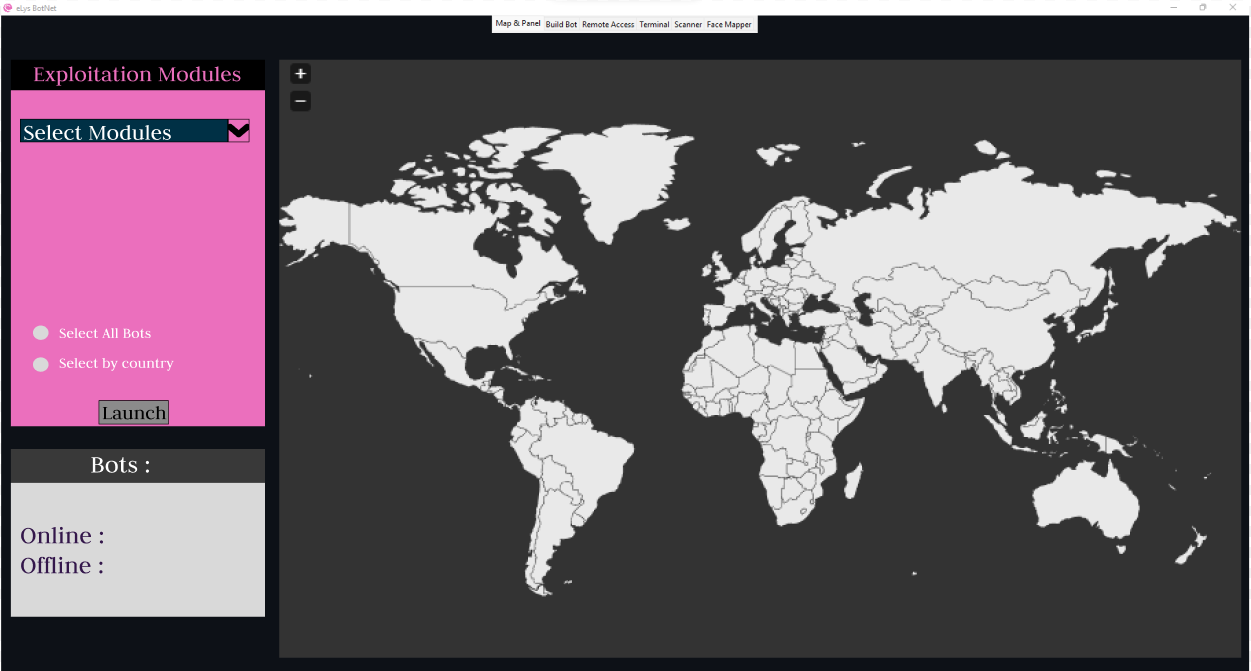 eLys BotNet
Map & Panel Build Bot Remote Access Terminal Scanner Face Mapper
Exploitation Modules
Select Modules
Select All Bots
Select by country
Launch
Bots :
Online :
Offline :
+
−